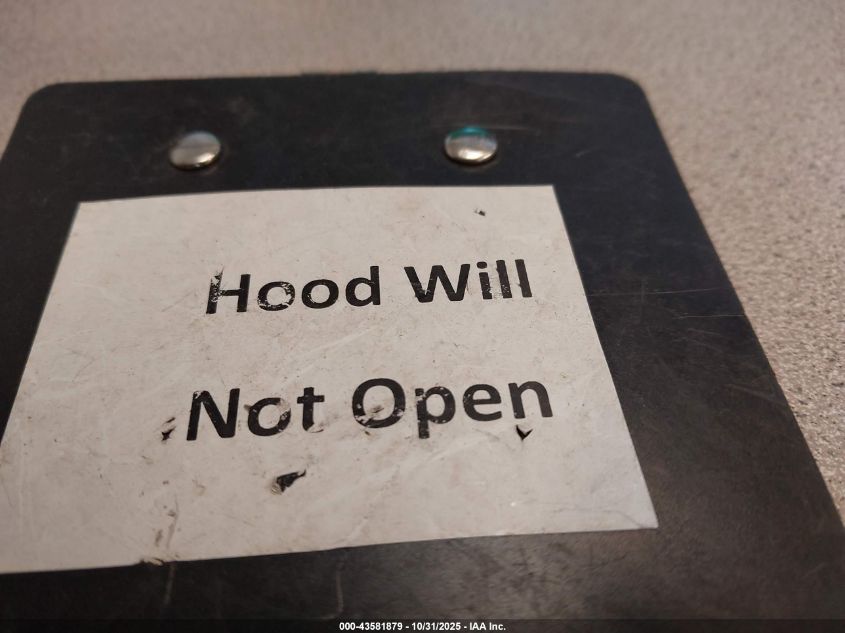 Hood Will
Not Open
000-43581879 - 10/31/2025 - IAA Inc.